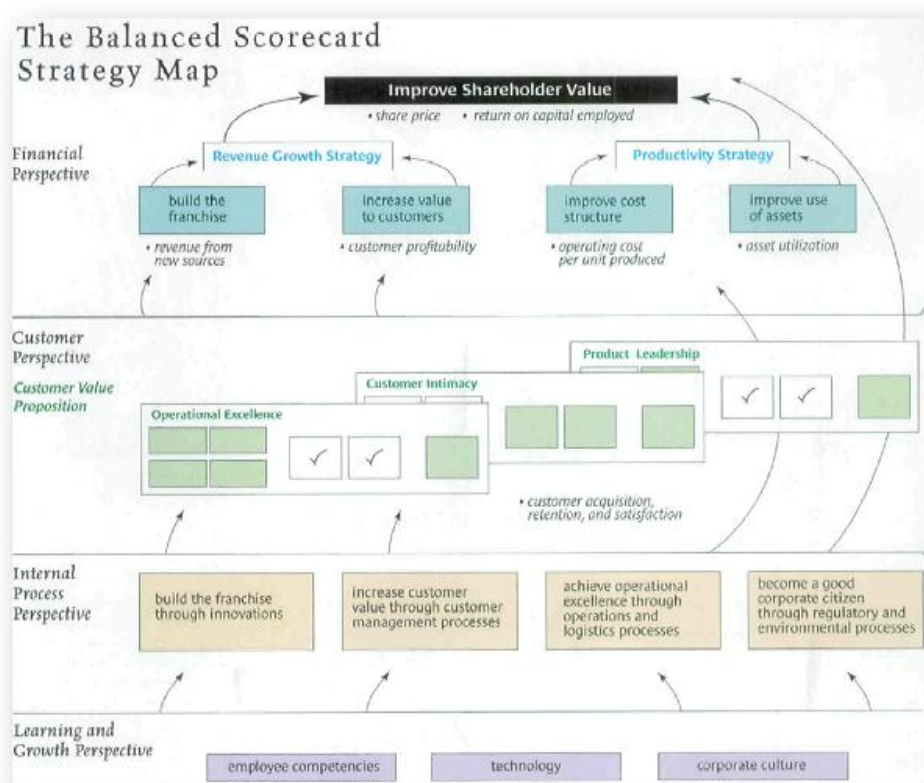 The Balanced Scorecard
Strategy Map
Improve Shareholder Value
• share price • return on capital employed
Financial
Perspective
Revenue Growth Strategy
Productivity Strategy
build the
franchise
increase value
to customers
improve cost
structure
improve use
of assets
• revenue from
new sources
• customer profitability
• operating cost
per unit produced
• asset utilization
Customer
Perspective
Customer Value
Proposition
Product Leadership
Customer Intimacy
Operational Excellence
• customer acquisition,
retention, and satisfaction
Internal
Process
Perspective
build the franchise
through innovations
increase customer
value through customer
management processes
achieve operational
excellence through
operations and
logistics processes
become a good
corporate citizen
through regulatory and
environmental processes
Learning and
Growth Perspective
employee competencies
technology
corporate culture